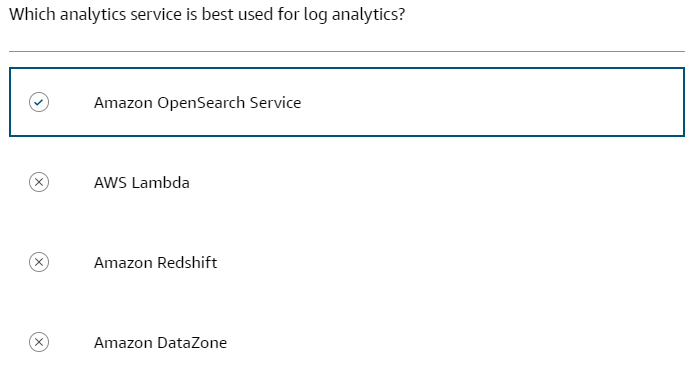 Which analytics service is best used for log analytics?
Amazon OpenSearch Service
AWS Lambda
Amazon Redshift
Amazon DataZone